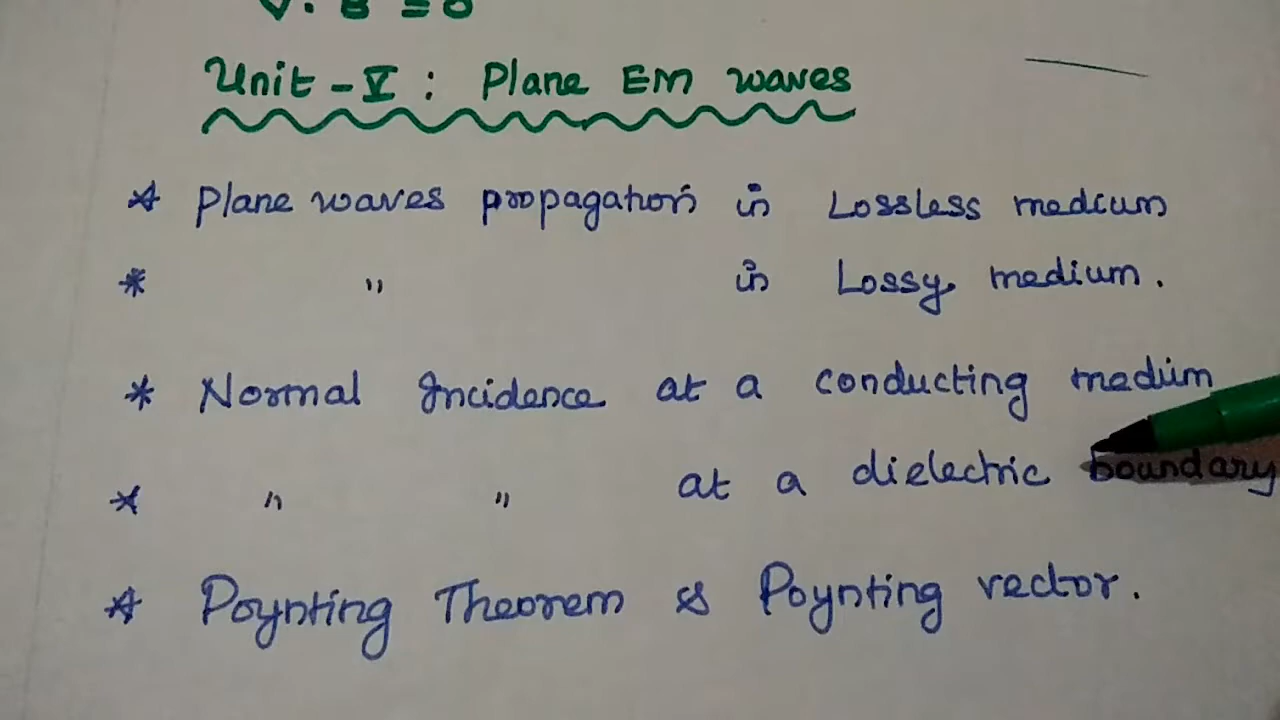 ∇. B = 0
Unit - V : Plane EM waves
* Plane waves propagation in Lossless medium
* " in Lossy medium.
* Normal Incidence at a conducting medium
* " " at a dielectric boundary
* Poynting Theorem & Poynting vector.